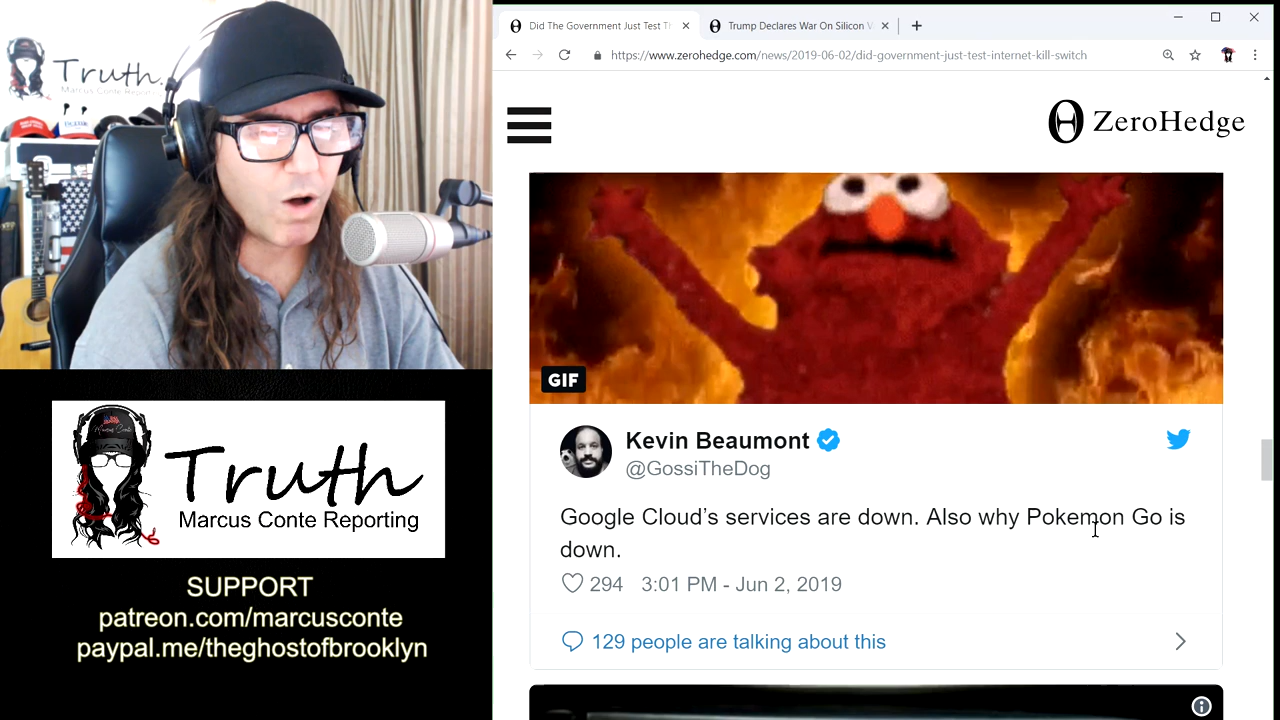 Truth.
Marcus Conte Reporting
Did The Government Just Test Th
Trump Declares War On Silicon V
https://www.zerohedge.com/news/2019-06-02/did-government-just-test-internet-kill-switch
ZeroHedge
GIF
Kevin Beaumont
@GossiTheDog
Google Cloud’s services are down. Also why Pokemon Go is
down.
294 3:01 PM - Jun 2, 2019
129 people are talking about this
Truth
Marcus Conte Reporting
SUPPORT
patreon.com/marcusconte
paypal.me/theghostofbrooklyn